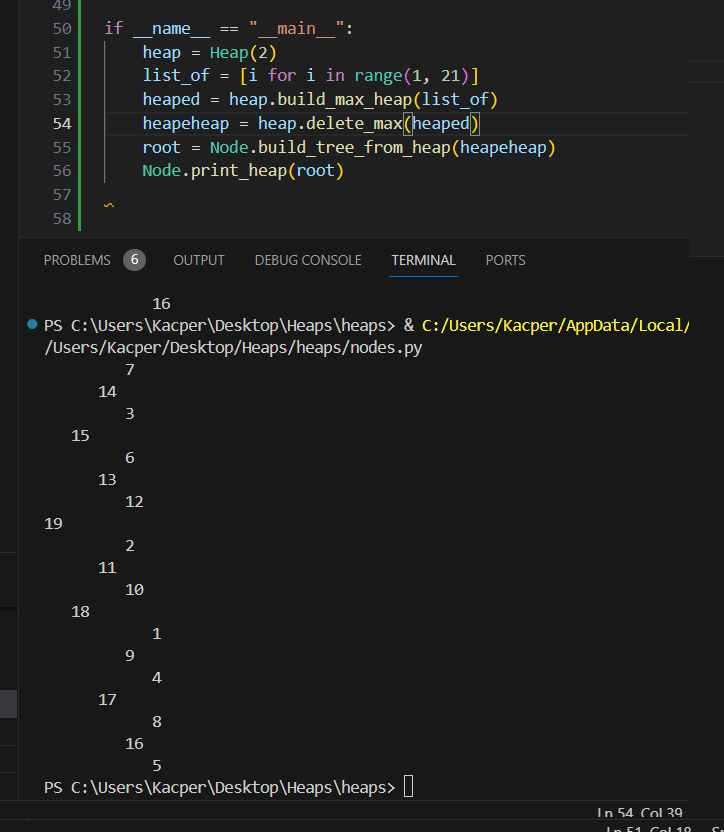 49
50 if __name__ == "__main__":
51 heap = Heap(2)
52 list_of = [i for i in range(1, 21)]
53 heaped = heap.build_max_heap(list_of)
54 heapeheap = heap.delete_max(heaped)
55 root = Node.build_tree_from_heap(heapeheap)
56 Node.print_heap(root)
57
58
PROBLEMS 6 OUTPUT DEBUG CONSOLE TERMINAL PORTS
16
PS C:\Users\Kacper\Desktop\Heaps\heaps> & C:/Users/Kacper/AppData/Local/
/Users/Kacper/Desktop/Heaps/heaps/nodes.py
7
14
3
15
6
13
12
19
2
11
10
18
1
9
4
17
8
16
5
PS C:\Users\Kacper\Desktop\Heaps\heaps>
Ln 54, Col 39
Ln 51, Col 18